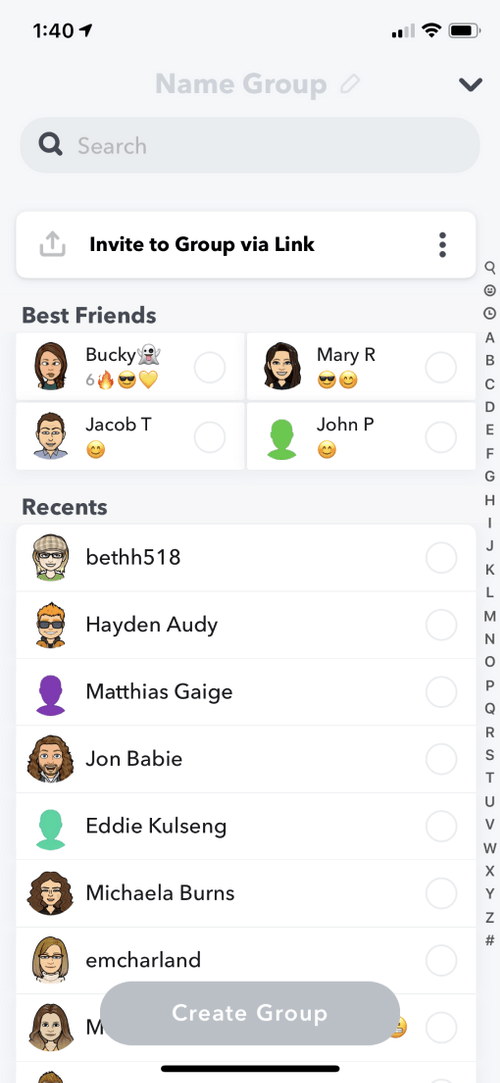 1:40
Name Group
Search
Invite to Group via Link
Best Friends
Bucky👻
Mary R
6🔥😎💛
😎😊
Jacob T
John P
😊
😊
Recents
bethh518
Hayden Audy
Matthias Gaige
Jon Babie
Eddie Kulseng
Michaela Burns
emcharland
M
Create Group
A
B
C
D
E
F
G
H
I
J
K
L
M
N
O
P
Q
R
S
T
U
V
W
X
Y
Z
#